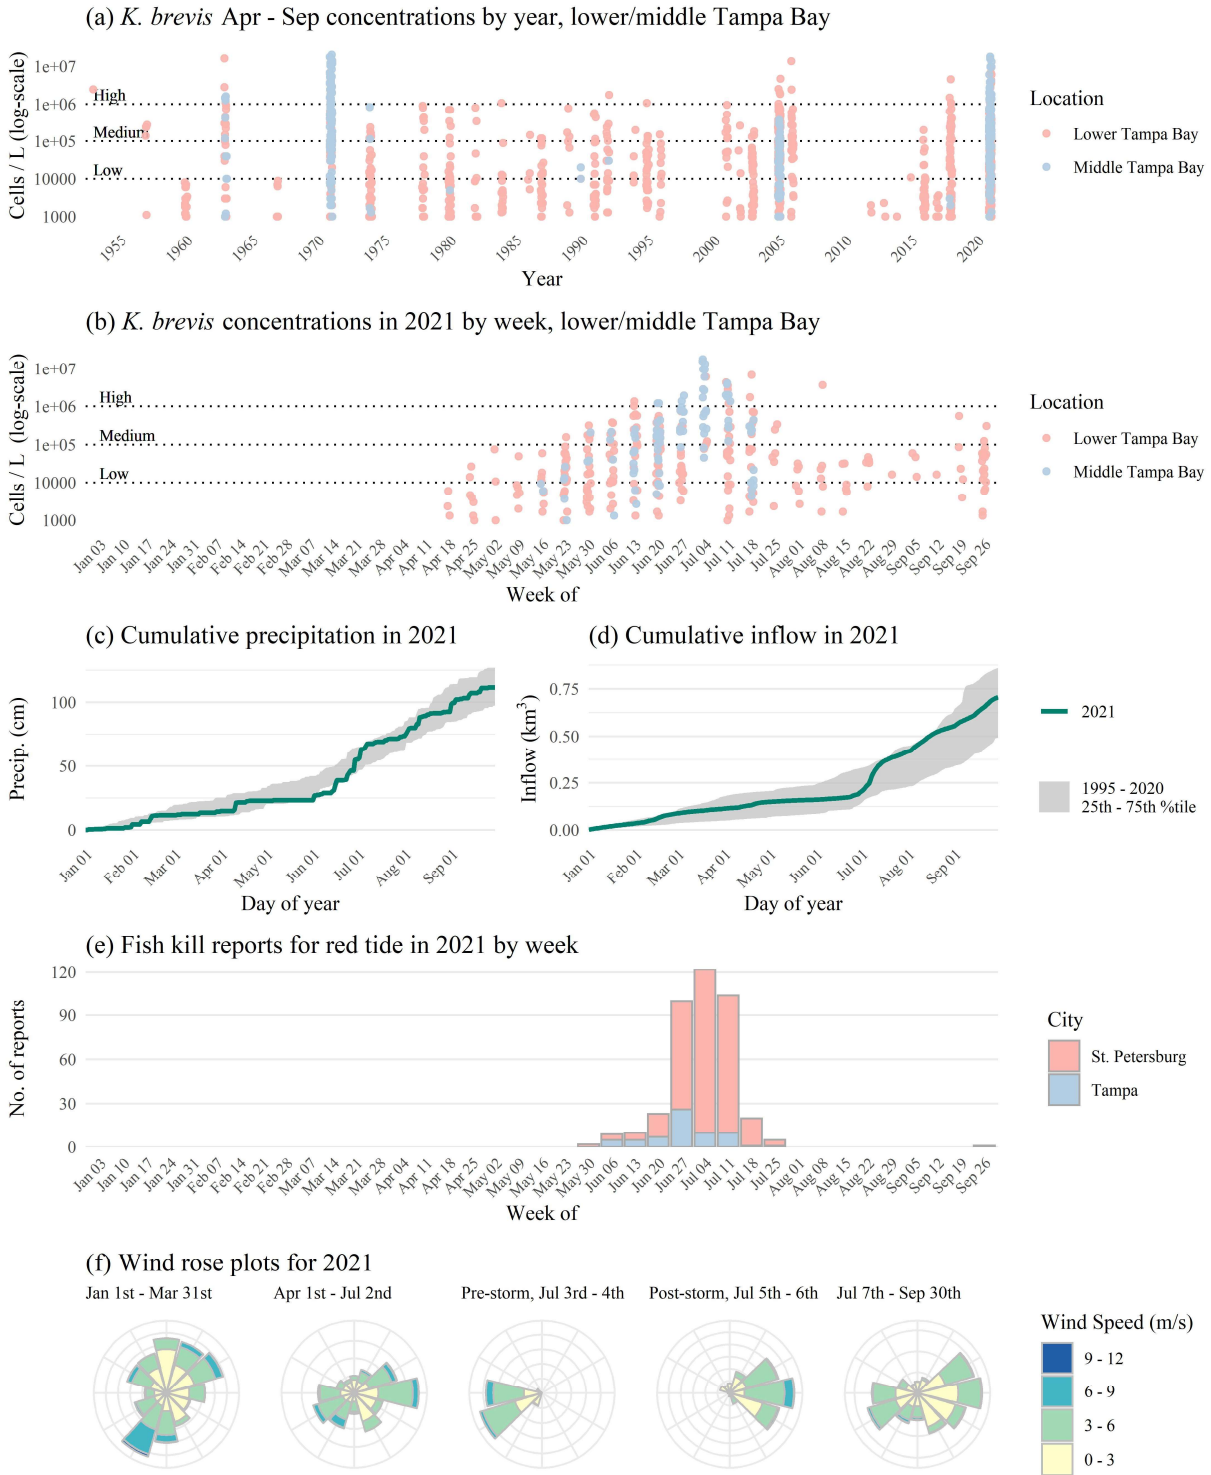 (a) K. brevis Apr - Sep concentrations by year, lower/middle Tampa Bay
Cells / L (log-scale)
1e+07
1e+06
1e+05
10000
1000
High
Medium
Low
1955
1960
1965
1970
1975
1980
1985
1990
1995
2000
2005
2010
2015
2020
Year
Location
Lower Tampa Bay
Middle Tampa Bay
(b) K. brevis concentrations in 2021 by week, lower/middle Tampa Bay
Cells / L (log-scale)
1e+07
1e+06
1e+05
10000
1000
High
Medium
Low
Jan 03
Jan 10
Jan 17
Jan 24
Jan 31
Feb 07
Feb 14
Feb 21
Feb 28
Mar 07
Mar 14
Mar 21
Mar 28
Apr 04
Apr 11
Apr 18
Apr 25
May 02
May 09
May 16
May 23
May 30
Jun 06
Jun 13
Jun 20
Jun 27
Jul 04
Jul 11
Jul 18
Jul 25
Aug 01
Aug 08
Aug 15
Aug 22
Aug 29
Sep 05
Sep 12
Sep 19
Sep 26
Week of
Location
Lower Tampa Bay
Middle Tampa Bay
(c) Cumulative precipitation in 2021
Precip. (cm)
100
50
0
Jan 01
Feb 01
Mar 01
Apr 01
May 01
Jun 01
Jul 01
Aug 01
Sep 01
Day of year
(d) Cumulative inflow in 2021
Inflow (km³)
0.75
0.50
0.25
0.00
Jan 01
Feb 01
Mar 01
Apr 01
May 01
Jun 01
Jul 01
Aug 01
Sep 01
Day of year
2021
1995 - 2020
25th - 75th %tile
(e) Fish kill reports for red tide in 2021 by week
No. of reports
120
90
60
30
0
Jan 03
Jan 10
Jan 17
Jan 24
Jan 31
Feb 07
Feb 14
Feb 21
Feb 28
Mar 07
Mar 14
Mar 21
Mar 28
Apr 04
Apr 11
Apr 18
Apr 25
May 02
May 09
May 16
May 23
May 30
Jun 06
Jun 13
Jun 20
Jun 27
Jul 04
Jul 11
Jul 18
Jul 25
Aug 01
Aug 08
Aug 15
Aug 22
Aug 29
Sep 05
Sep 12
Sep 19
Sep 26
Week of
City
St. Petersburg
Tampa
(f) Wind rose plots for 2021
Jan 1st - Mar 31st
Apr 1st - Jul 2nd
Pre-storm, Jul 3rd - 4th
Post-storm, Jul 5th - 6th
Jul 7th - Sep 30th
Wind Speed (m/s)
9 - 12
6 - 9
3 - 6
0 - 3